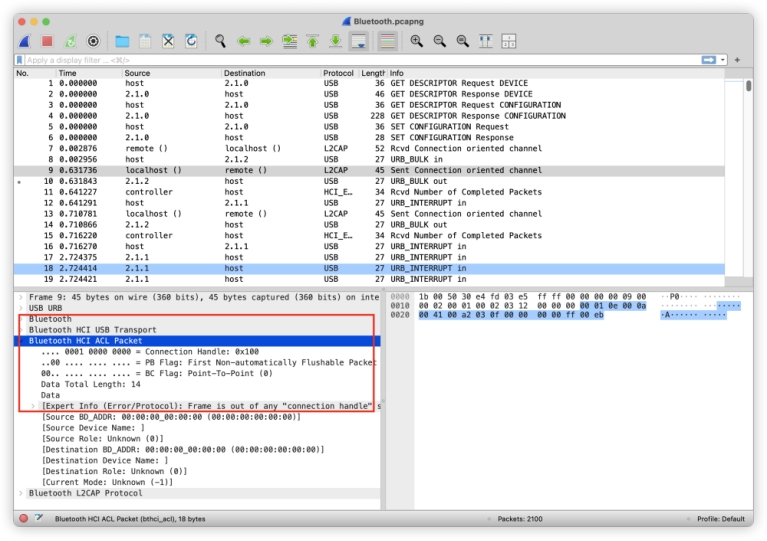 Bluetooth.pcapng
Apply a display filter ... <⌘/>
No. Time Source Destination Protocol Length Info
1 0.000000 host 2.1.0 USB 36 GET DESCRIPTOR Request DEVICE
2 0.000000 2.1.0 host USB 46 GET DESCRIPTOR Response DEVICE
3 0.000000 host 2.1.0 USB 36 GET DESCRIPTOR Request CONFIGURATION
4 0.000000 2.1.0 host USB 228 GET DESCRIPTOR Response CONFIGURATION
5 0.000000 host 2.1.0 USB 36 SET CONFIGURATION Request
6 0.000000 2.1.0 host USB 28 SET CONFIGURATION Response
7 0.002876 remote () localhost () L2CAP 52 Rcvd Connection oriented channel
8 0.002956 host 2.1.2 USB 27 URB_BULK in
9 0.631736 localhost () remote () L2CAP 45 Sent Connection oriented channel
10 0.631843 2.1.2 host USB 27 URB_BULK out
11 0.641227 controller host HCI_E… 34 Rcvd Number of Completed Packets
12 0.641291 host 2.1.1 USB 27 URB_INTERRUPT in
13 0.710781 localhost () remote () L2CAP 45 Sent Connection oriented channel
14 0.710866 2.1.2 host USB 27 URB_BULK out
15 0.716220 controller host HCI_E… 34 Rcvd Number of Completed Packets
16 0.716270 host 2.1.1 USB 27 URB_INTERRUPT in
17 2.724375 2.1.1 host USB 27 URB_INTERRUPT in
18 2.724414 2.1.1 host USB 27 URB_INTERRUPT in
19 2.724421 2.1.1 host USB 27 URB_INTERRUPT in
Frame 9: 45 bytes on wire (360 bits), 45 bytes captured (360 bits) on inte
USB URB
Bluetooth
Bluetooth HCI USB Transport
Bluetooth HCI ACL Packet
.... 0001 0000 0000 = Connection Handle: 0x100
..00 .... .... .... = PB Flag: First Non-automatically Flushable Packet
00.. .... .... .... = BC Flag: Point-To-Point (0)
Data Total Length: 14
Data
[Expert Info (Error/Protocol): Frame is out of any "connection handle" s
[Source BD_ADDR: 00:00:00_00:00:00 (00:00:00:00:00:00)]
[Source Device Name: ]
[Source Role: Unknown (0)]
[Destination BD_ADDR: 00:00:00_00:00:00 (00:00:00:00:00:00)]
[Destination Device Name: ]
[Destination Role: Unknown (0)]
[Current Mode: Unknown (-1)]
Bluetooth L2CAP Protocol
0000 1b 00 50 30 e4 fd 03 e5 ff ff 00 00 00 00 09 00 ··P0···· ········
0010 00 02 00 01 00 02 03 12 00 00 00 00 01 0e 00 0a ········ ········
0020 00 41 00 a2 03 0f 00 00 00 00 ff 00 eb ·A······ ·····
Bluetooth HCI ACL Packet (bthci_acl), 18 bytes
Packets: 2100
Profile: Default